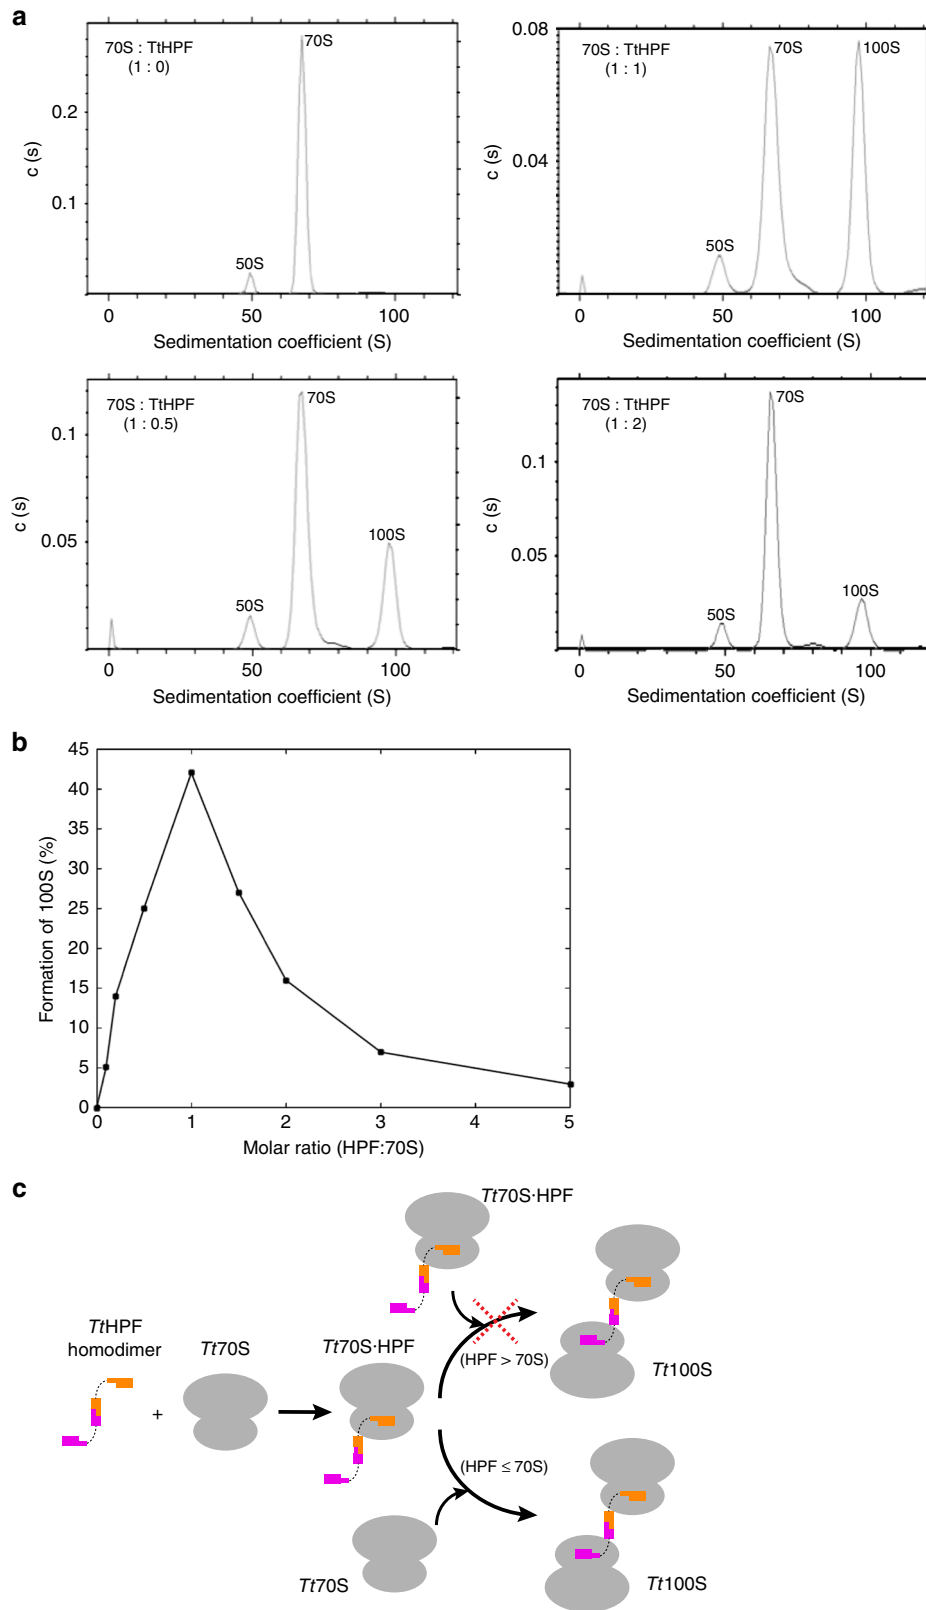 a
70S : TtHPF
(1 : 0)
70S
50S
0.2
0.1
c (s)
0 50 100
Sedimentation coefficient (S)
70S : TtHPF
(1 : 1)
70S
100S
50S
0.08
0.04
c (s)
0 50 100
Sedimentation coefficient (S)
70S : TtHPF
(1 : 0.5)
70S
100S
50S
0.1
0.05
c (s)
0 50 100
Sedimentation coefficient (S)
70S : TtHPF
(1 : 2)
70S
100S
50S
0.1
0.05
c (s)
0 50 100
Sedimentation coefficient (S)
b
45
40
35
30
25
20
15
10
5
0
Formation of 100S (%)
0 1 2 3 4 5
Molar ratio (HPF:70S)
c
Tt70S·HPF
TtHPF
homodimer
Tt70S
Tt70S·HPF
(HPF > 70S)
Tt100S
+
(HPF ≤ 70S)
Tt70S
Tt100S